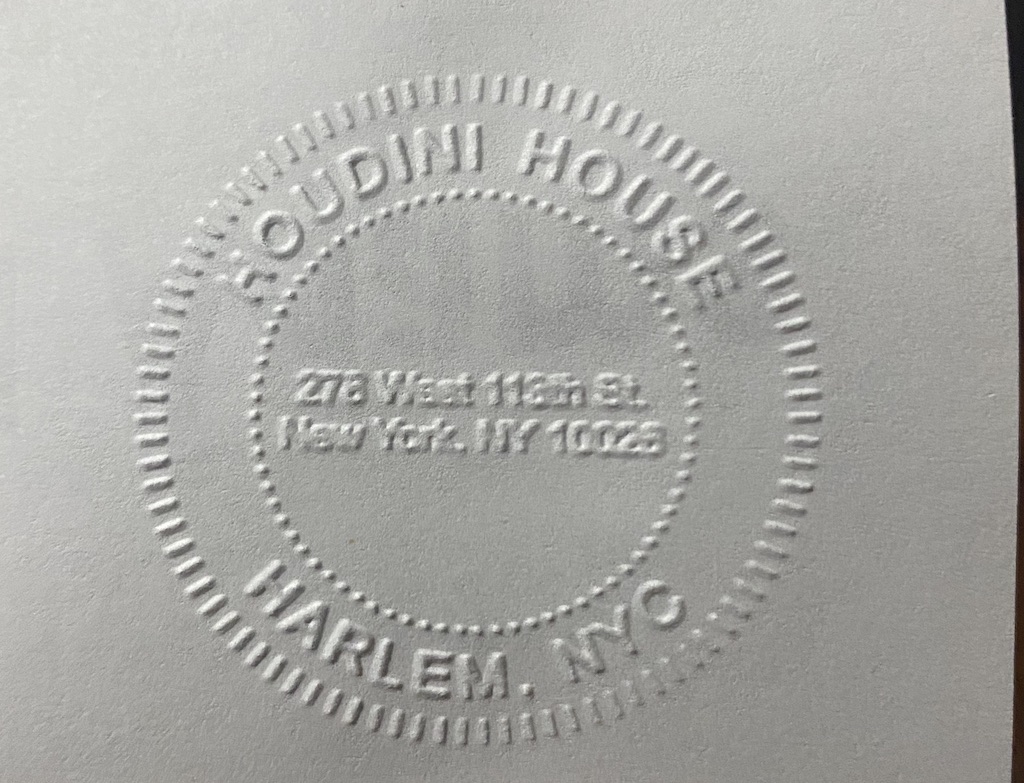 HOUDINI HOUSE
278 West 113th St.
New York, NY 10026
HARLEM, NYC